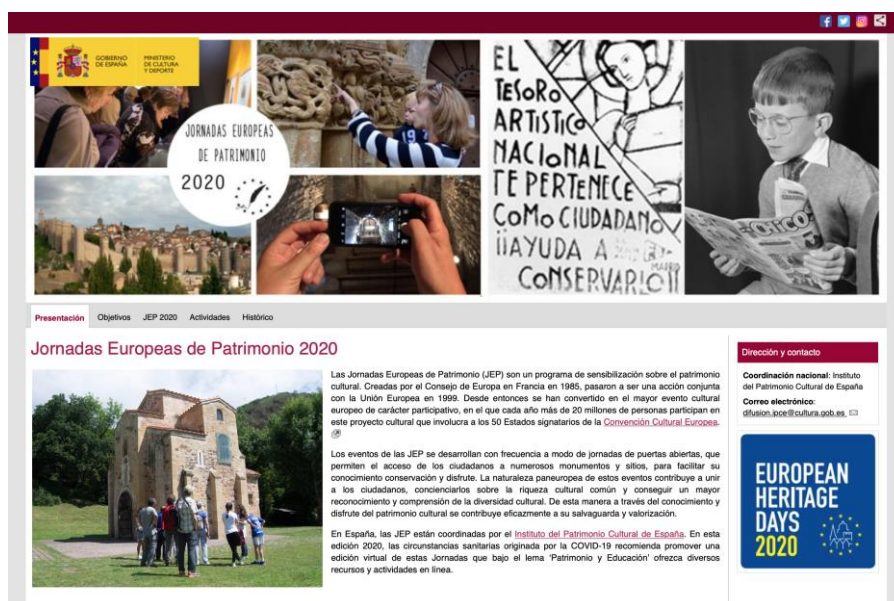 GOBIERNO
DE ESPAÑA
MINISTERIO
DE CULTURA
Y DEPORTE
JORNADAS EUROPEAS
DE PATRIMONIO
2020
EL
TESORO
ARTISTICO
NACIONAL
TE PERTENECE
COMO CIUDADANO
¡¡AYUDA A
CONSERVARLO!!
Presentación Objetivos JEP 2020 Actividades Histórico
Jornadas Europeas de Patrimonio 2020
Las Jornadas Europeas de Patrimonio (JEP) son un programa de sensibilización sobre el patrimonio
cultural. Creadas por el Consejo de Europa en Francia en 1985, pasaron a ser una acción conjunta
con la Unión Europea en 1999. Desde entonces se han convertido en el mayor evento cultural
europeo de carácter participativo, en el que cada año más de 20 millones de personas participan en
este proyecto cultural que involucra a los 50 Estados signatarios de la Convención Cultural Europea.
Los eventos de las JEP se desarrollan con frecuencia a modo de jornadas de puertas abiertas, que
permiten el acceso de los ciudadanos a numerosos monumentos y sitios, para facilitar su
conocimiento conservación y disfrute. La naturaleza paneuropea de estos eventos contribuye a unir
a los ciudadanos, concienciarlos sobre la riqueza cultural común y conseguir un mayor
reconocimiento y comprensión de la diversidad cultural. De esta manera a través del conocimiento y
disfrute del patrimonio cultural se contribuye eficazmente a su salvaguarda y valorización.
En España, las JEP están coordinadas por el Instituto del Patrimonio Cultural de España. En esta
edición 2020, las circunstancias sanitarias originada por la COVID-19 recomienda promover una
edición virtual de estas Jornadas que bajo el lema 'Patrimonio y Educación' ofrezca diversos
recursos y actividades en línea.
Dirección y contacto
Coordinación nacional: Instituto
del Patrimonio Cultural de España
Correo electrónico:
difusion.ipce@cultura.gob.es
EUROPEAN
HERITAGE
DAYS
2020